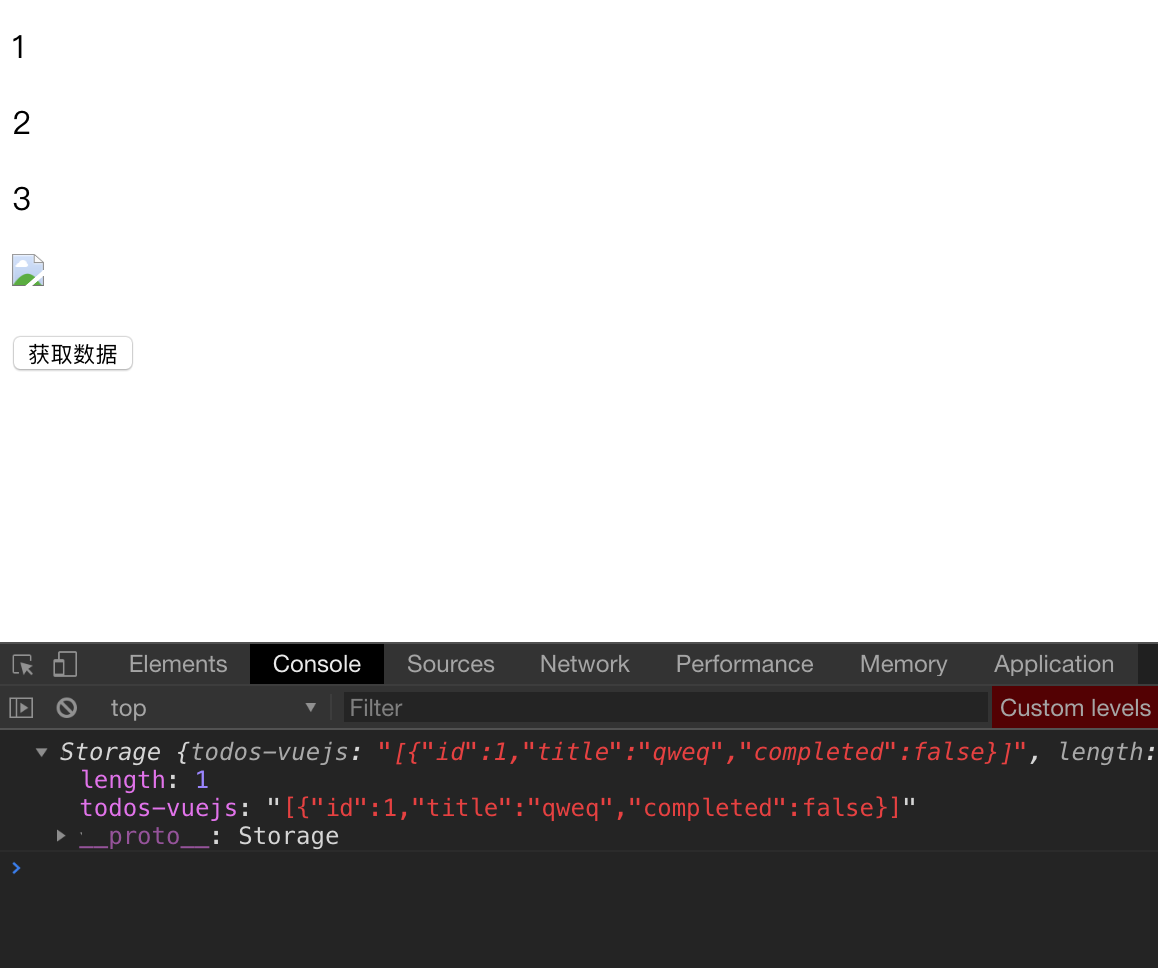 1
2
3
获取数据
Elements Console Sources Network Performance Memory Application
top ▼ Filter Custom levels
▼ Storage {todos-vuejs: "[{"id":1,"title":"qweq","completed":false}]", length:
length: 1
todos-vuejs: "[{"id":1,"title":"qweq","completed":false}]"
▶ __proto__: Storage
>